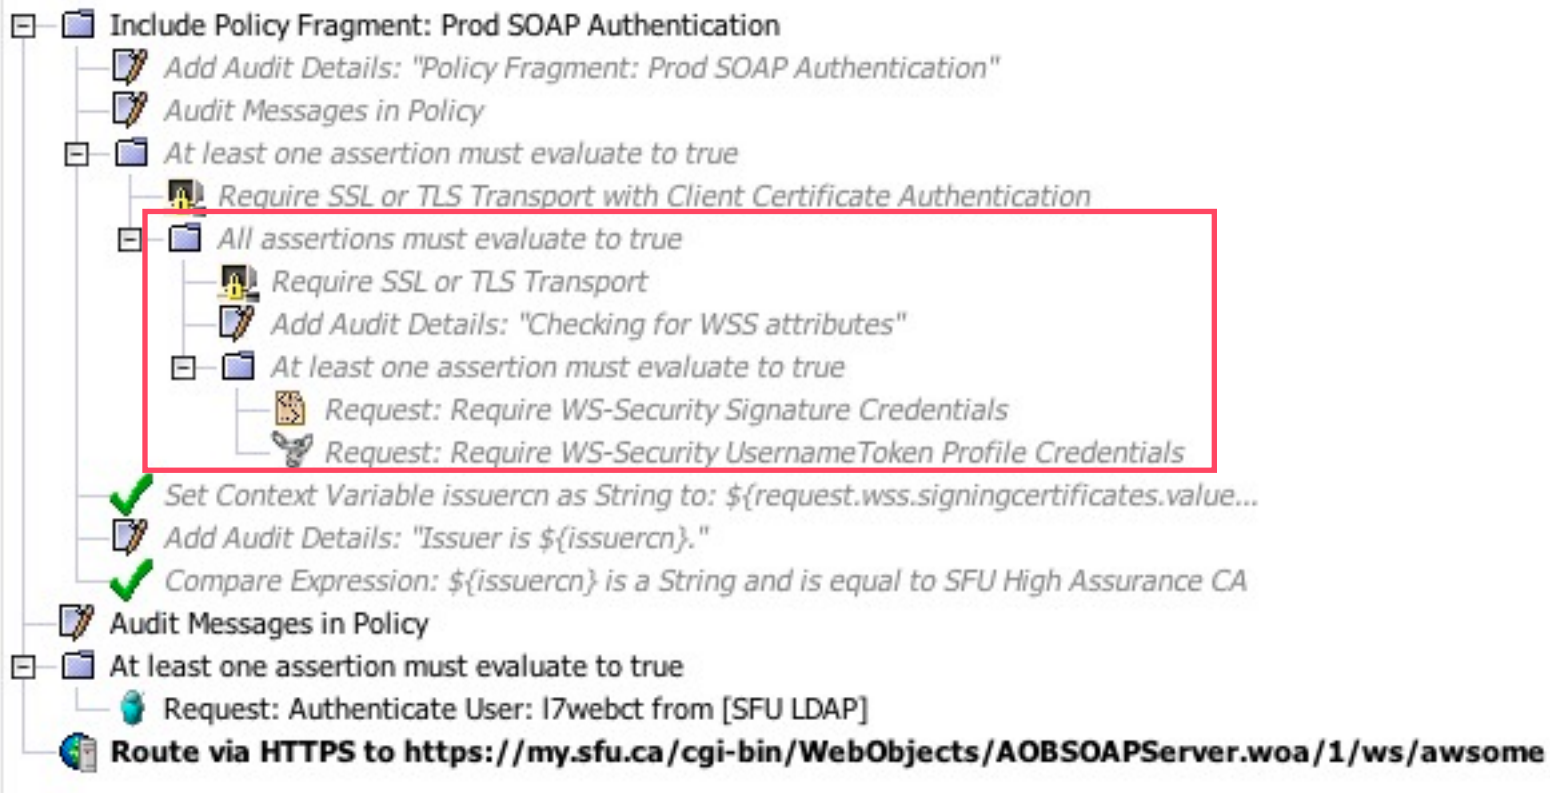 Include Policy Fragment: Prod SOAP Authentication
Add Audit Details: "Policy Fragment: Prod SOAP Authentication"
Audit Messages in Policy
At least one assertion must evaluate to true
Require SSL or TLS Transport with Client Certificate Authentication
All assertions must evaluate to true
Require SSL or TLS Transport
Add Audit Details: "Checking for WSS attributes"
At least one assertion must evaluate to true
Request: Require WS-Security Signature Credentials
Request: Require WS-Security UsernameToken Profile Credentials
Set Context Variable issuercn as String to: ${request.wss.signingcertificates.value...
Add Audit Details: "Issuer is ${issuercn}."
Compare Expression: ${issuercn} is a String and is equal to SFU High Assurance CA
Audit Messages in Policy
At least one assertion must evaluate to true
Request: Authenticate User: l7webct from [SFU LDAP]
Route via HTTPS to https://my.sfu.ca/cgi-bin/WebObjects/AOBSOAPServer.woa/1/ws/awsome